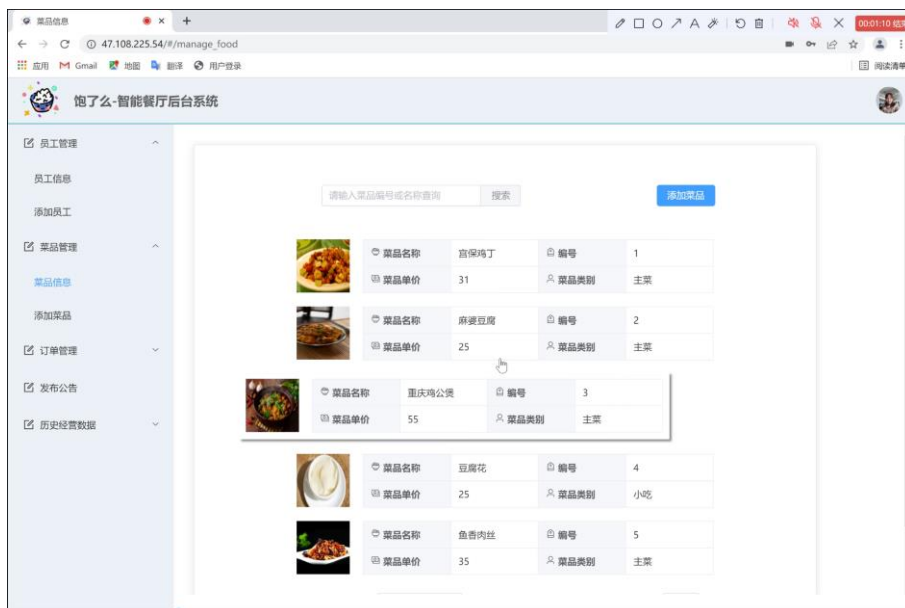 菜品信息
00:01:10 结束
47.108.225.54/#/manage_food
应用 Gmail 地图 翻译 用户登录 阅读清单
饱了么-智能餐厅后台系统
员工管理
员工信息
添加员工
菜品管理
菜品信息
添加菜品
订单管理
发布公告
历史经营数据
请输入菜品编号或名称查询 搜索 添加菜品
菜品名称 宫保鸡丁 编号 1
菜品单价 31 菜品类别 主菜
菜品名称 麻婆豆腐 编号 2
菜品单价 25 菜品类别 主菜
菜品名称 重庆鸡公煲 编号 3
菜品单价 55 菜品类别 主菜
菜品名称 豆腐花 编号 4
菜品单价 25 菜品类别 小吃
菜品名称 鱼香肉丝 编号 5
菜品单价 35 菜品类别 主菜